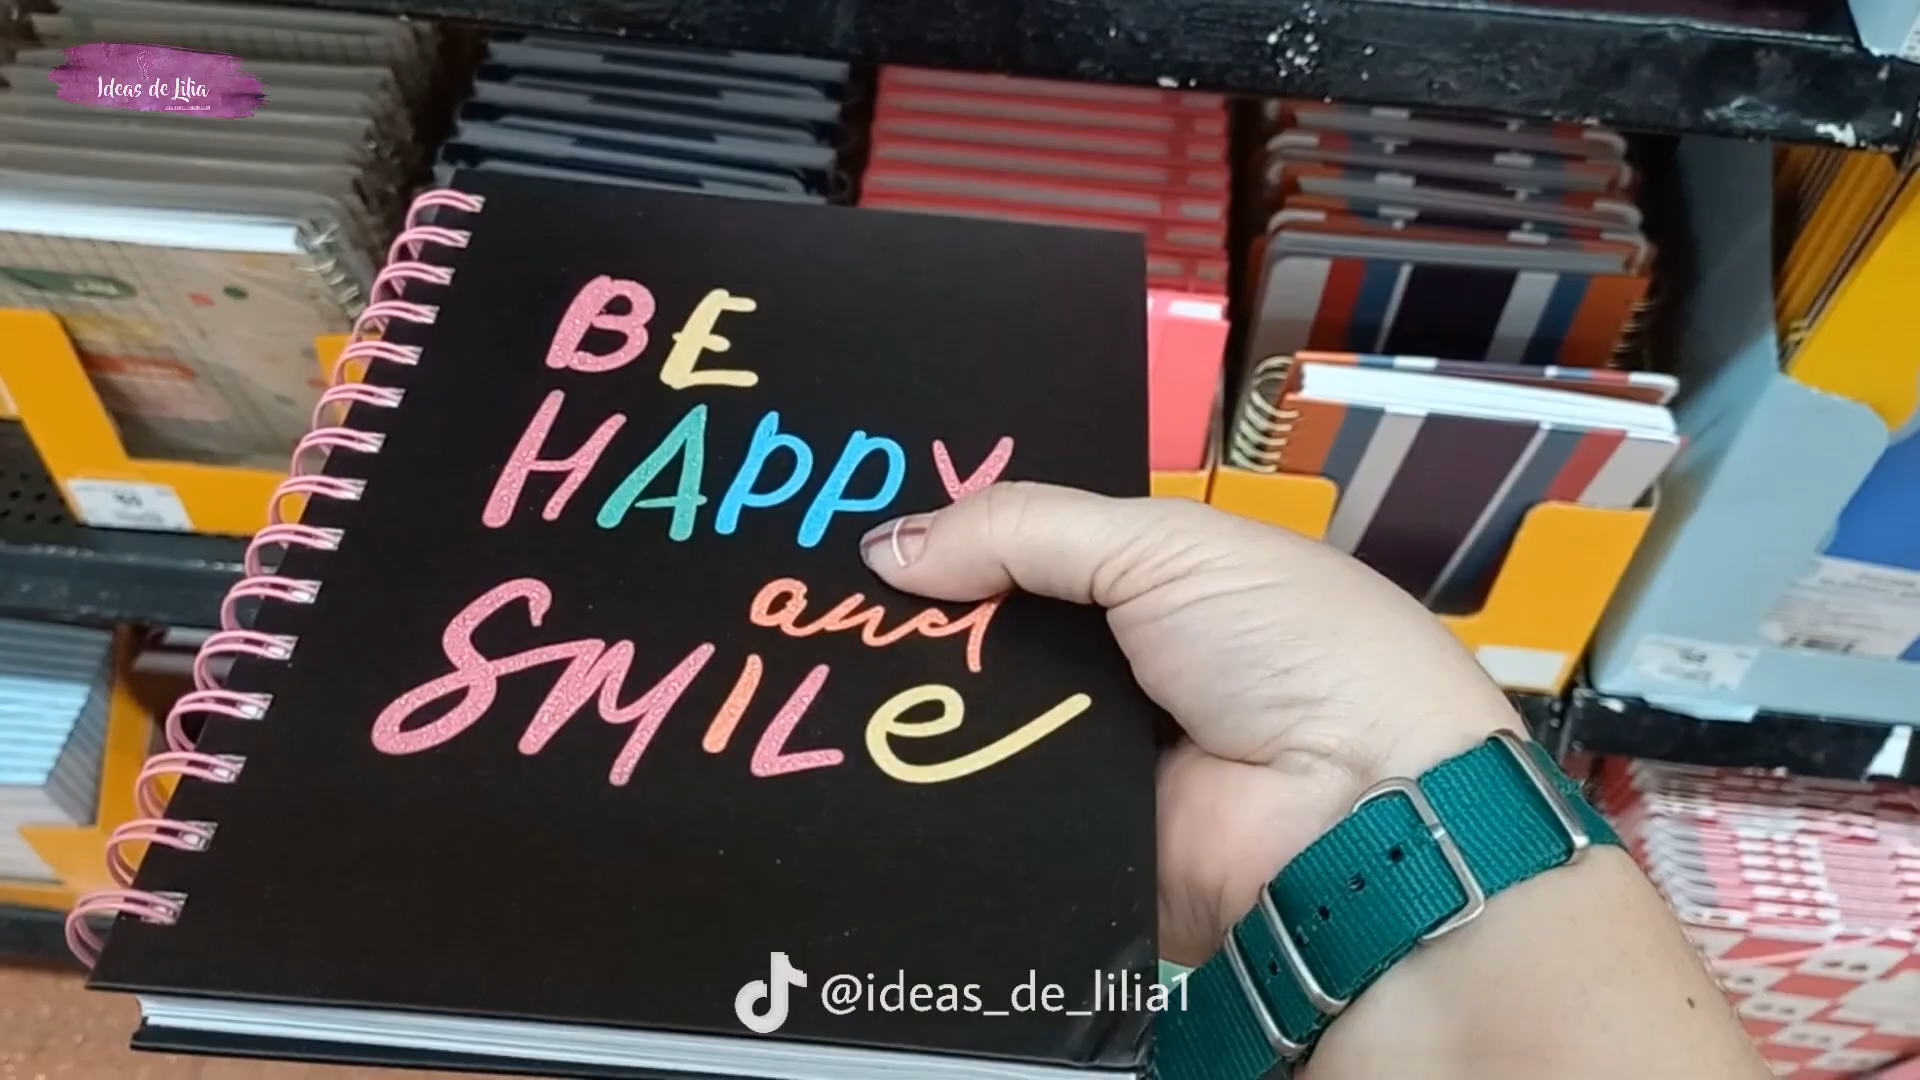 Ideas de Lilia
BE
HAPPY
and
SMILe
@ideas_de_lilia1